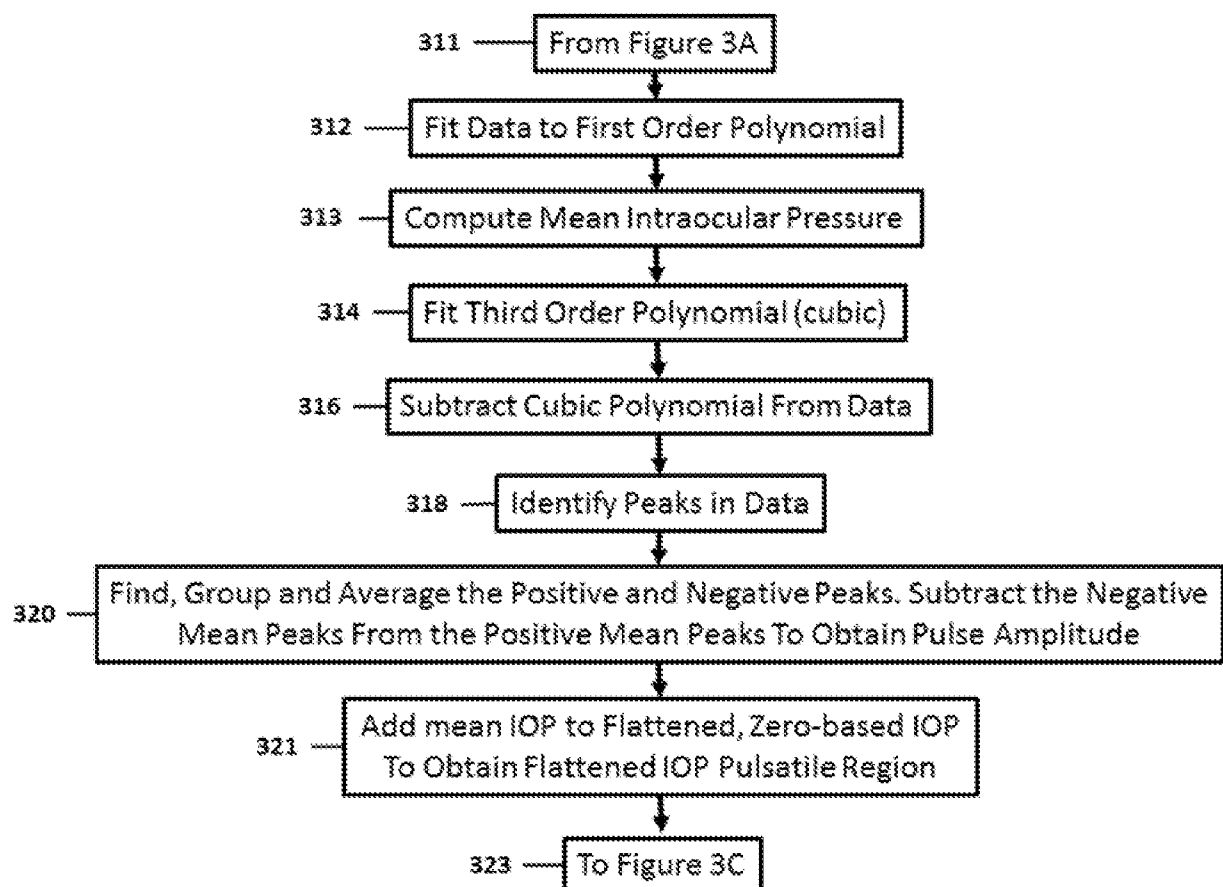 311 From Figure 3A
312 Fit Data to First Order Polynomial
313 Compute Mean Intraocular Pressure
314 Fit Third Order Polynomial (cubic)
316 Subtract Cubic Polynomial From Data
318 Identify Peaks in Data
320 Find, Group and Average the Positive and Negative Peaks. Subtract the Negative
Mean Peaks From the Positive Mean Peaks To Obtain Pulse Amplitude
321 Add mean IOP to Flattened, Zero-based IOP
To Obtain Flattened IOP Pulsatile Region
323 To Figure 3C